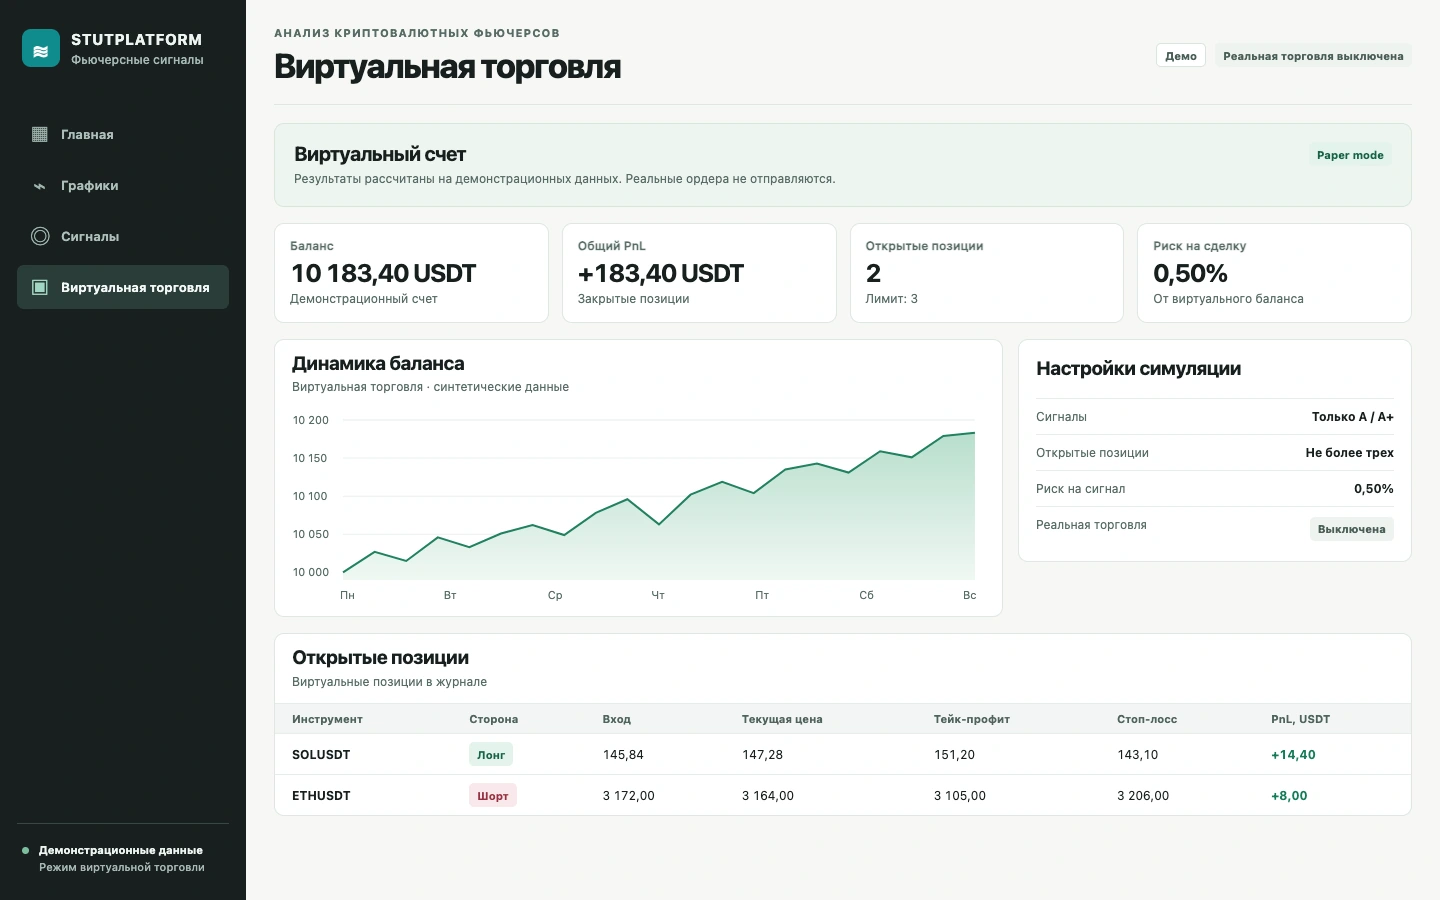 STUTPLATFORM
Фьючерсные сигналы
Главная
Графики
Сигналы
Виртуальная торговля
Демонстрационные данные
Режим виртуальной торговли
АНАЛИЗ КРИПТОВАЛЮТНЫХ ФЬЮЧЕРСОВ
Виртуальная торговля
Демо
Реальная торговля выключена
Виртуальный счет
Результаты рассчитаны на демонстрационных данных. Реальные ордера не отправляются.
Paper mode
Баланс
10 183,40 USDT
Демонстрационный счет
Общий PnL
+183,40 USDT
Закрытые позиции
Открытые позиции
2
Лимит: 3
Риск на сделку
0,50%
От виртуального баланса
Динамика баланса
Виртуальная торговля · синтетические данные
10 200
10 150
10 100
10 050
10 000
Пн Вт Ср Чт Пт Сб Вс
Настройки симуляции
Сигналы Только A / A+
Открытые позиции Не более трех
Риск на сигнал 0,50%
Реальная торговля Выключена
Открытые позиции
Виртуальные позиции в журнале
Инструмент Сторона Вход Текущая цена Тейк-профит Стоп-лосс PnL, USDT
SOLUSDT Лонг 145,84 147,28 151,20 143,10 +14,40
ETHUSDT Шорт 3 172,00 3 164,00 3 105,00 3 206,00 +8,00